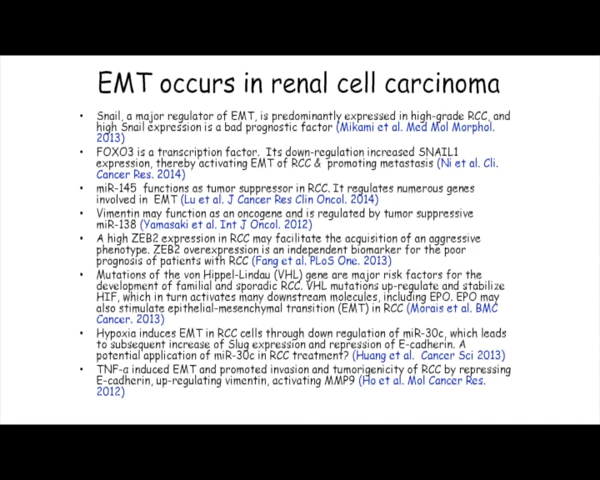 EMT occurs in renal cell carcinoma
• Snail, a major regulator of EMT, is predominantly expressed in high-grade RCC, and
high Snail expression is a bad prognostic factor (Mikami et al. Med Mol Morphol.
2013)
• FOXO3 is a transcription factor. Its down-regulation increased SNAIL1
expression, thereby activating EMT of RCC & promoting metastasis (Ni et al. Cli.
Cancer Res. 2014)
• miR-145 functions as tumor suppressor in RCC. It regulates numerous genes
involved in EMT (Lu et al. J Cancer Res Clin Oncol. 2014)
• Vimentin may function as an oncogene and is regulated by tumor suppressive
miR-138 (Yamasaki et al. Int J Oncol. 2012)
• A high ZEB2 expression in RCC may facilitate the acquisition of an aggressive
phenotype. ZEB2 overexpression is an independent biomarker for the poor
prognosis of patients with RCC (Fang et al. PLoS One. 2013)
• Mutations of the von Hippel-Lindau (VHL) gene are major risk factors for the
development of familial and sporadic RCC. VHL mutations up-regulate and stabilize
HIF, which in turn activates many downstream molecules, including EPO. EPO may
also stimulate epithelial-mesenchymal transition (EMT) in RCC (Morais et al. BMC
Cancer. 2013)
• Hypoxia induces EMT in RCC cells through down regulation of miR-30c, which leads
to subsequent increase of Slug expression and repression of E-cadherin. A
potential application of miR-30c in RCC treatment? (Huang et al. Cancer Sci 2013)
• TNF-a induced EMT and promoted invasion and tumorigenicity of RCC by repressing
E-cadherin, up-regulating vimentin, activating MMP9 (Ho et al. Mol Cancer Res.
2012)